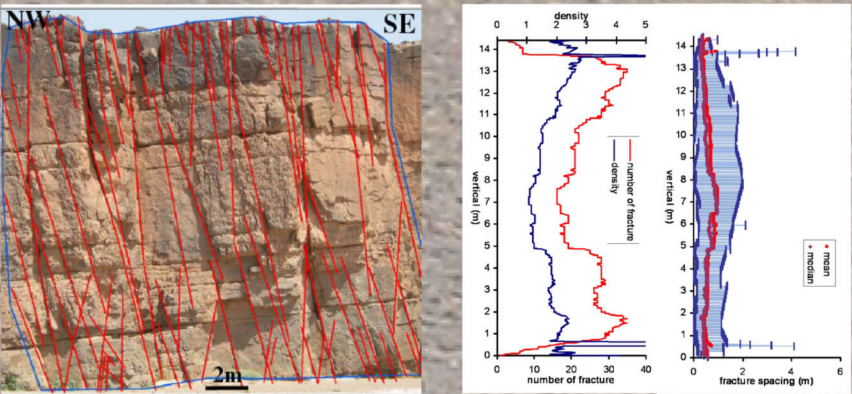 NW
SE
2m
density
0 1 2 3 4 5
14
13
12
11
10
9
8
7
6
5
4
3
2
1
0
vertical (m)
number of fracture
density
0 10 20 30 40
number of fracture
14
13
12
11
10
9
8
7
6
5
4
3
2
1
0
vertical (m)
mean
median
0 2 4 6
fracture spacing (m)